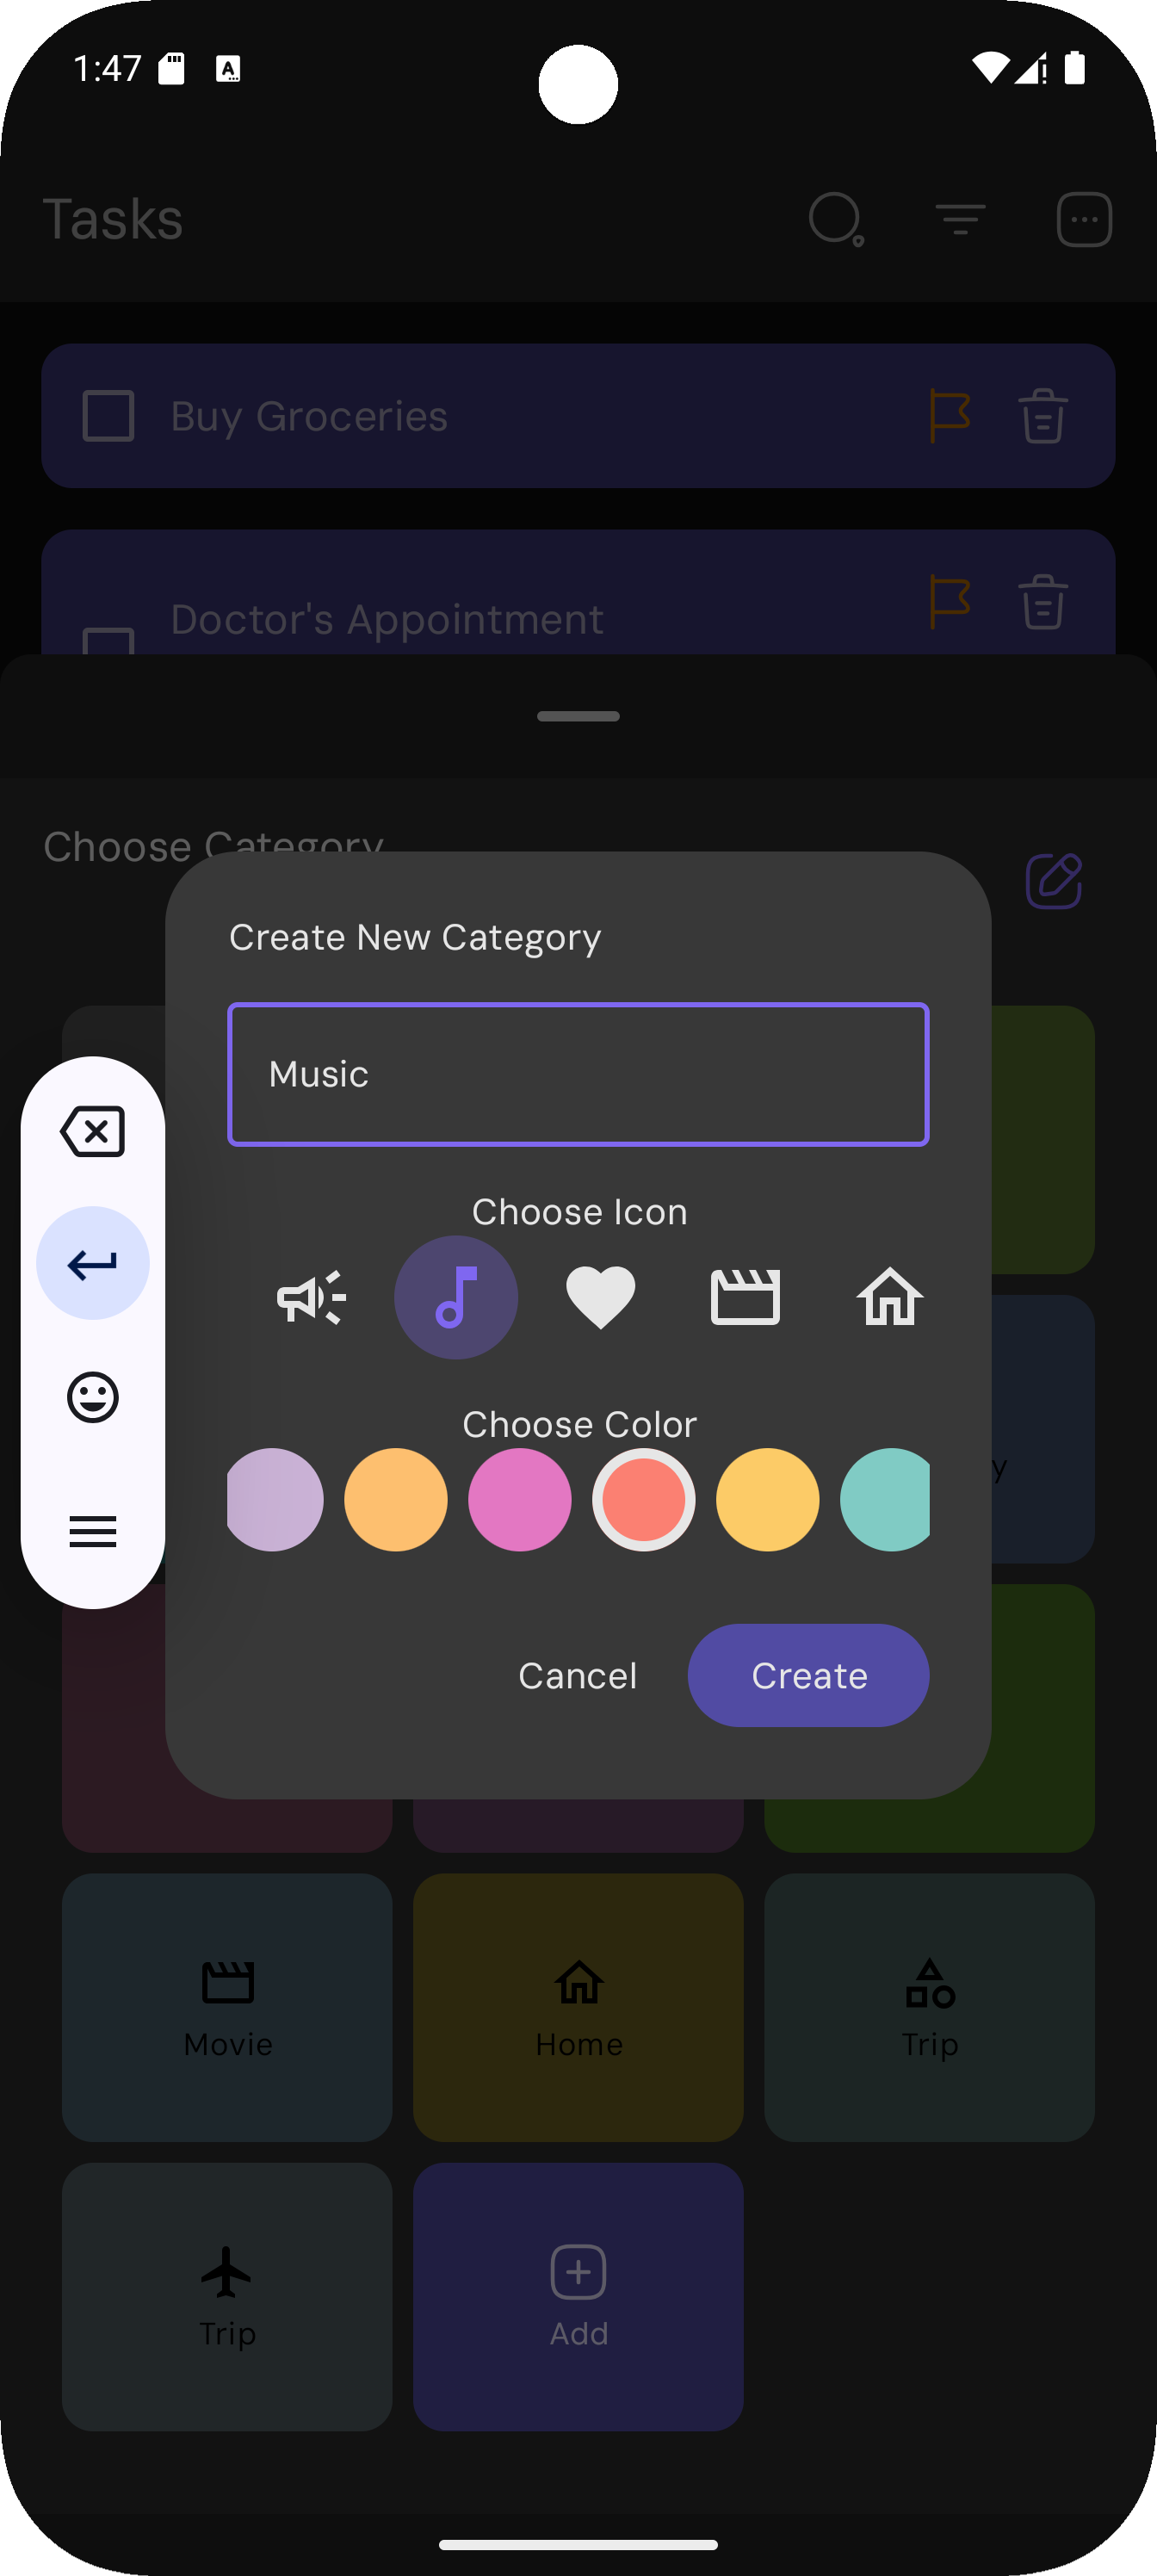 1:47
Tasks
Buy Groceries
Doctor's Appointment
Choose Category
Create New Category
Music
Choose Icon
Choose Color
y
Cancel
Create
Movie
Home
Trip
Trip
Add